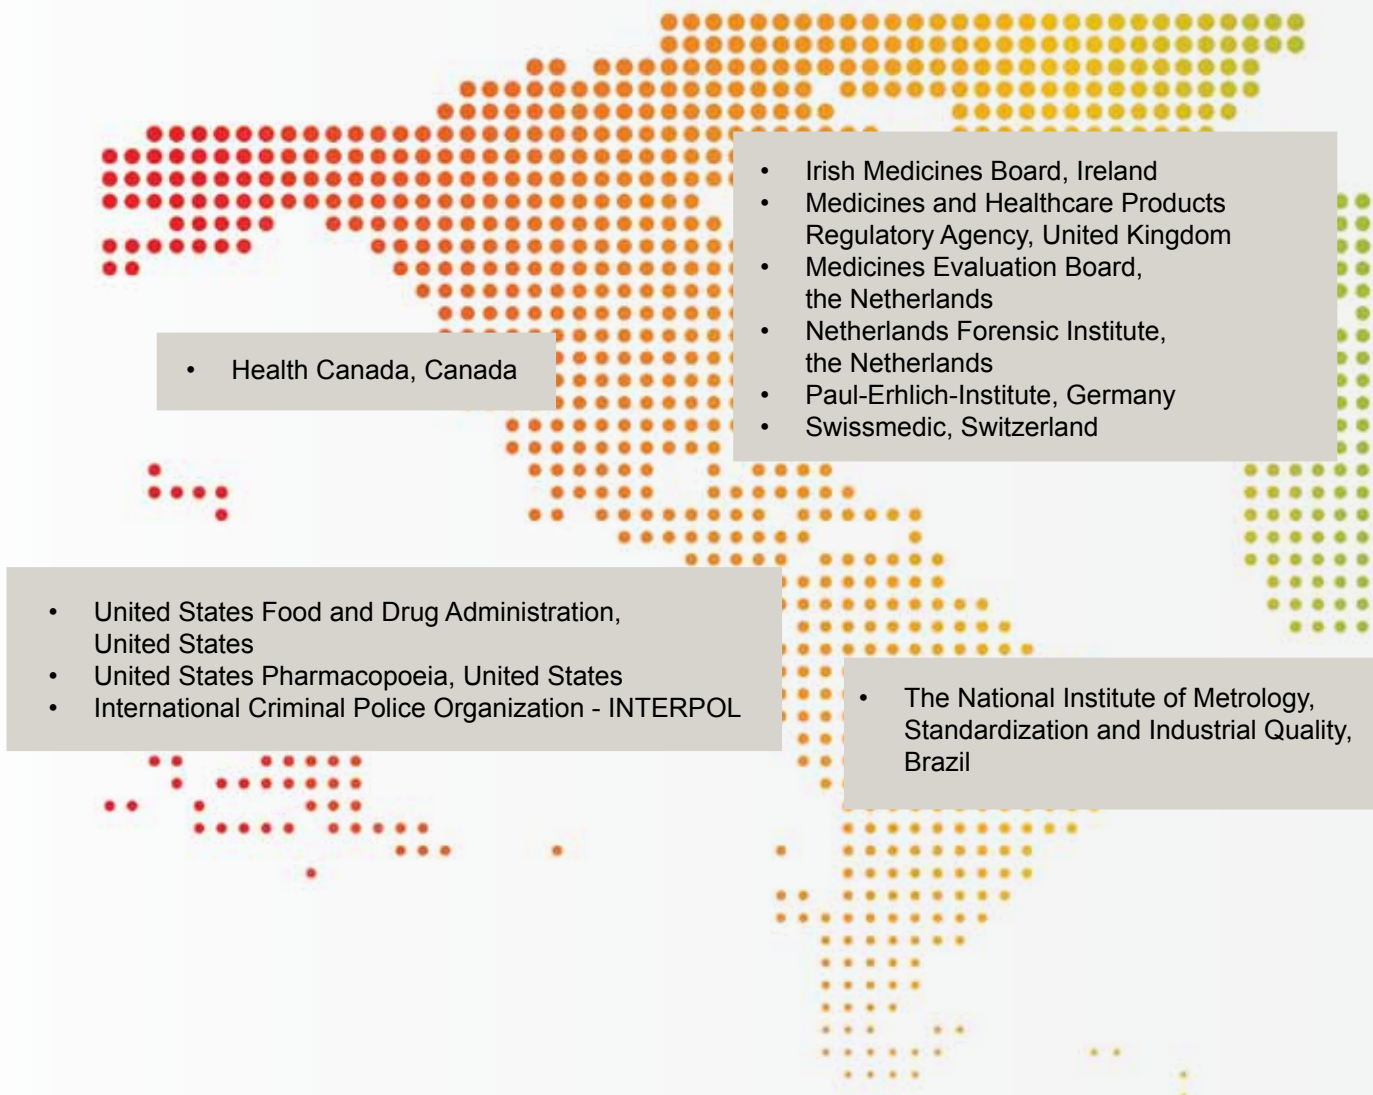 • Irish Medicines Board, Ireland
• Medicines and Healthcare Products
Regulatory Agency, United Kingdom
• Medicines Evaluation Board,
the Netherlands
• Netherlands Forensic Institute,
the Netherlands
• Paul-Erhlich-Institute, Germany
• Swissmedic, Switzerland
• Health Canada, Canada
• United States Food and Drug Administration,
United States
• United States Pharmacopoeia, United States
• International Criminal Police Organization - INTERPOL
• The National Institute of Metrology,
Standardization and Industrial Quality,
Brazil